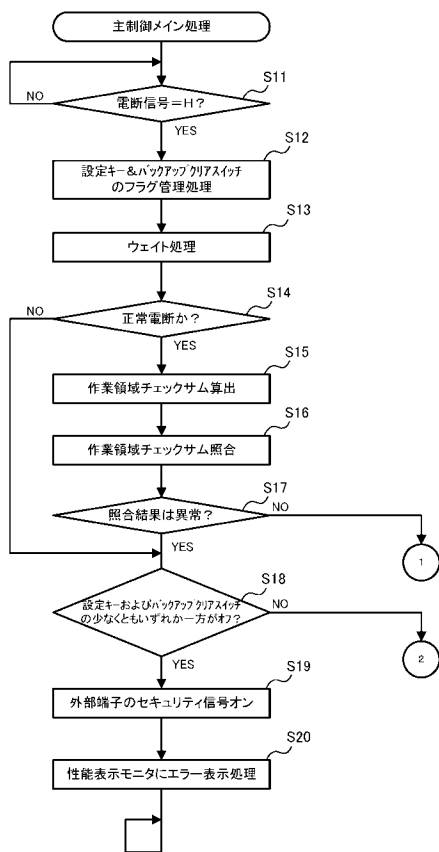 主制御メイン処理
S11
電断信号=H?
NO
YES
S12
設定キー&バックアップクリアスイッチ
のフラグ管理処理
S13
ウェイト処理
S14
正常電断か?
NO
YES
S15
作業領域チェックサム算出
S16
作業領域チェックサム照合
S17
照合結果は異常?
NO
YES
1
S18
設定キーおよびバックアップクリアスイッチ
の少なくともいずれか一方がオフ?
NO
YES
2
S19
外部端子のセキュリティ信号オン
S20
性能表示モニタにエラー表示処理